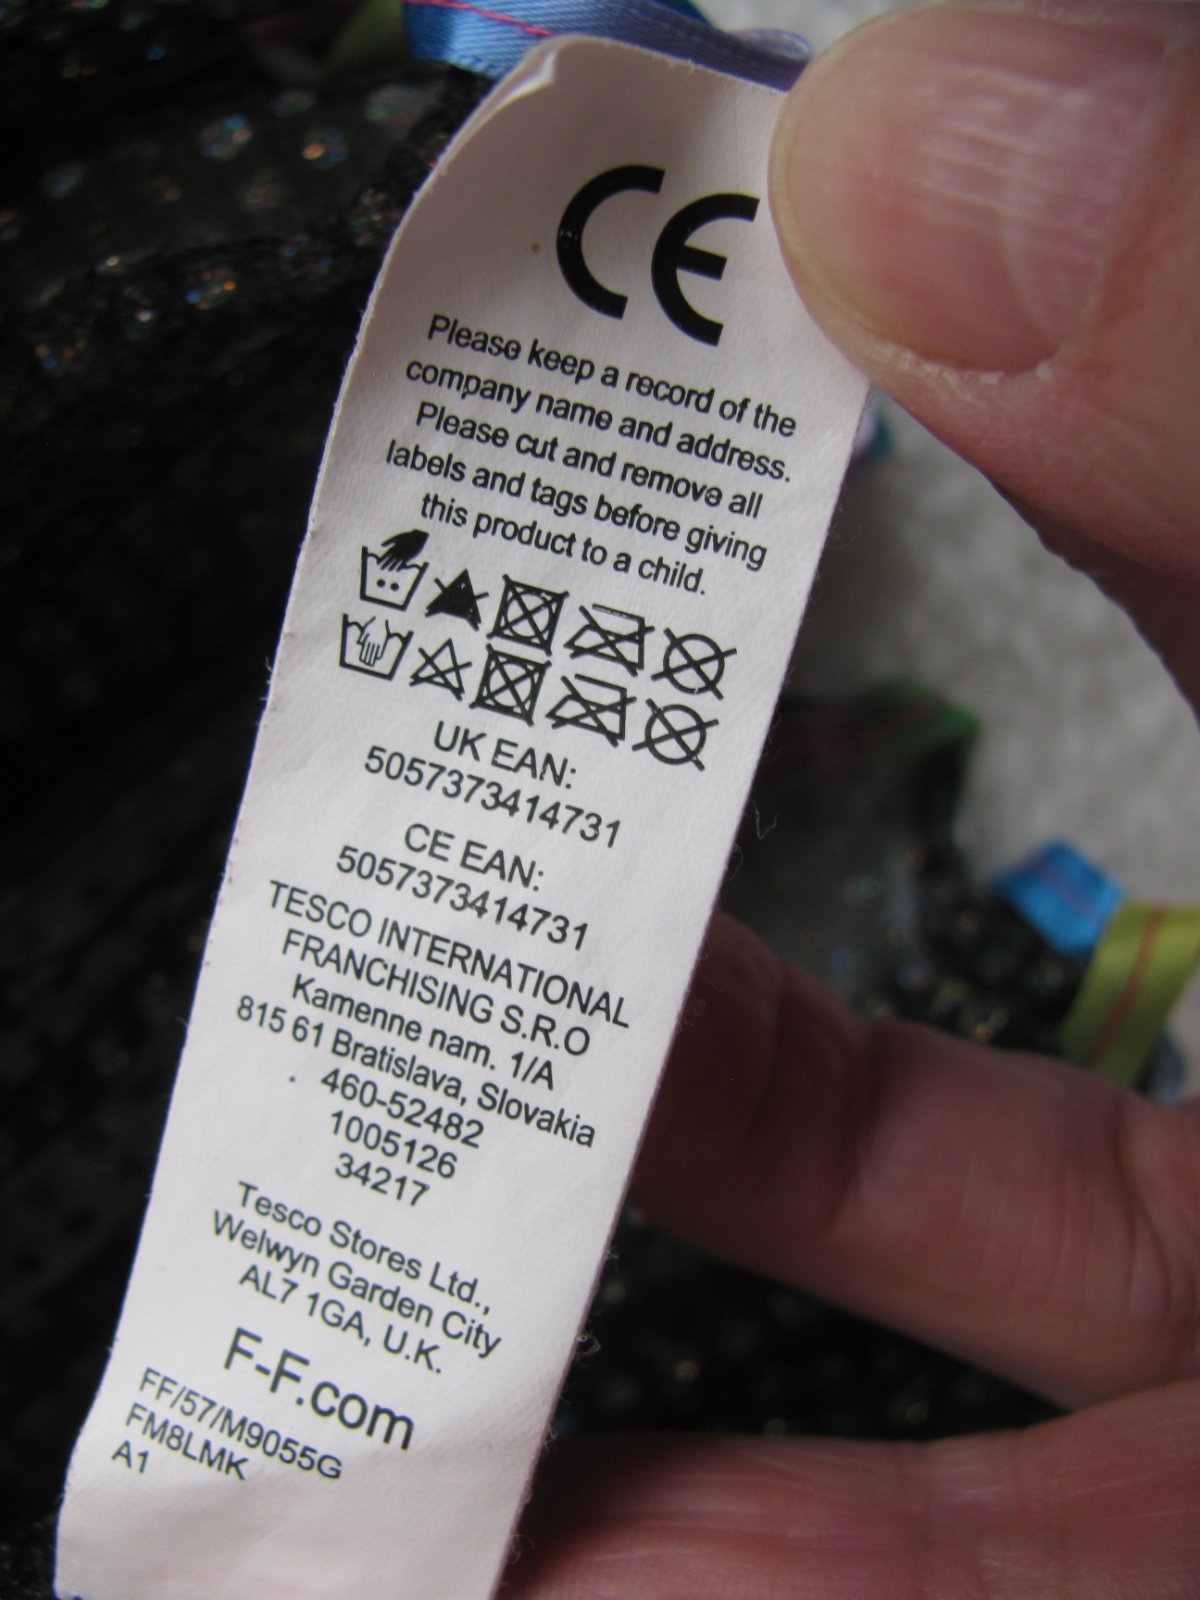 CE
Please keep a record of the
company name and address.
Please cut and remove all
labels and tags before giving
this product to a child.
UK EAN:
5057373414731
CE EAN:
5057373414731
TESCO INTERNATIONAL
FRANCHISING S.R.O
Kamenne nam. 1/A
815 61 Bratislava, Slovakia
460-52482
1005126
34217
Tesco Stores Ltd.,
Welwyn Garden City
AL7 1GA, U.K.
F-F.com
FF/57/M9055G
FM8LMK
A1